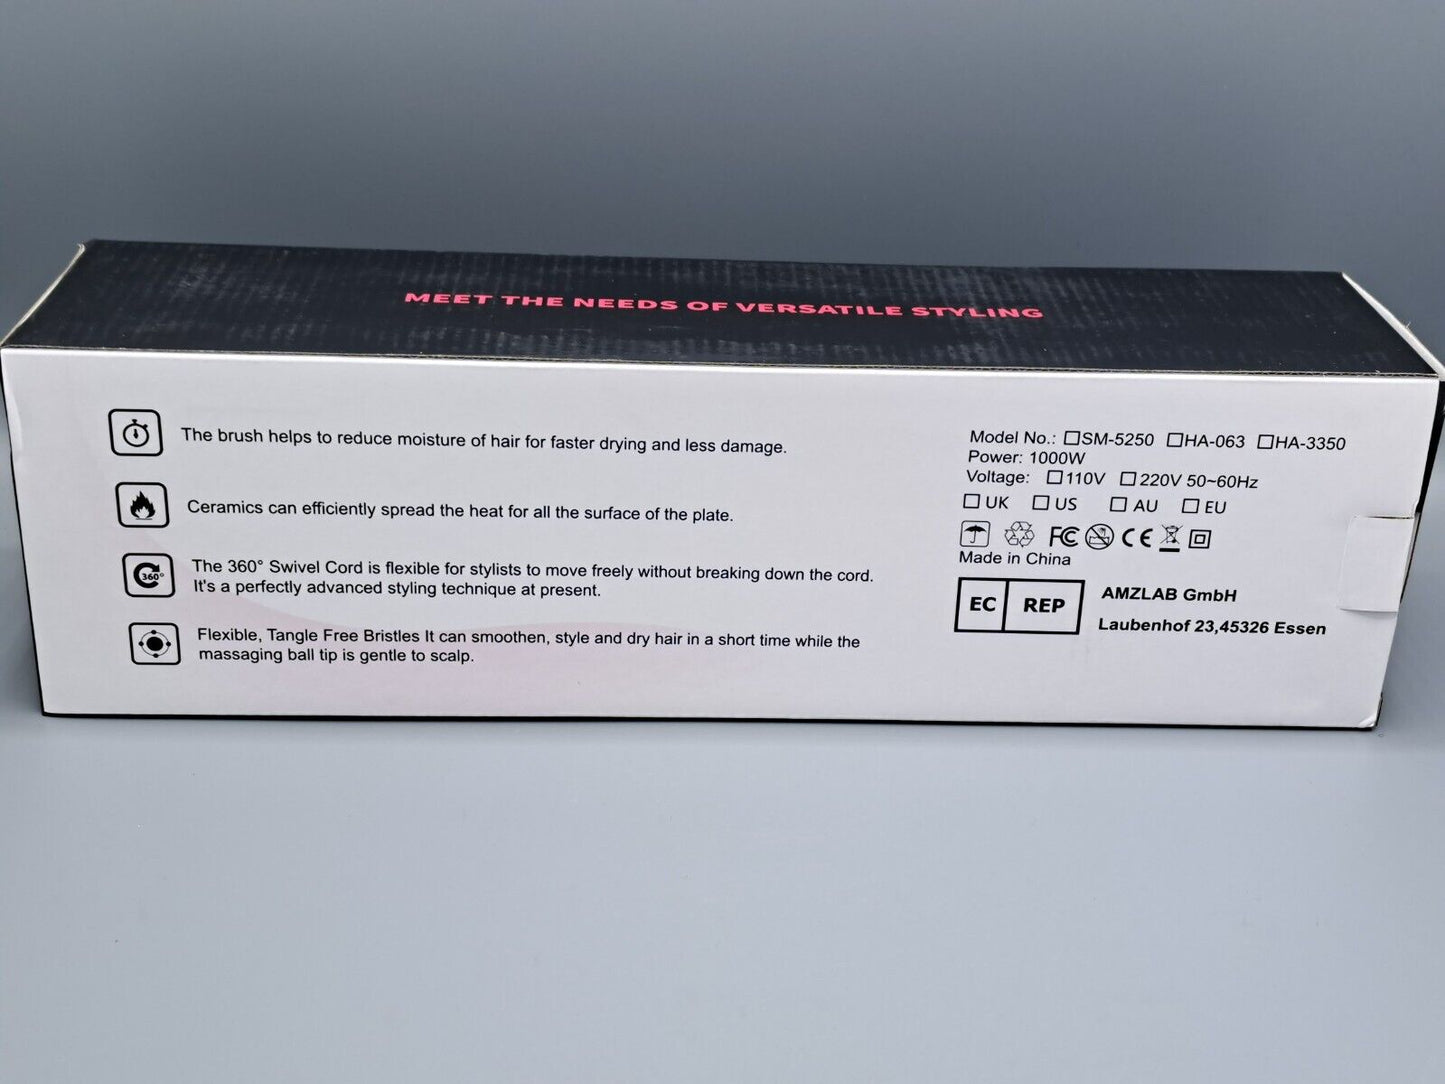 MEET THE NEEDS OF VERSATILE STYLING
The brush helps to reduce moisture of hair for faster drying and less damage.
Ceramics can efficiently spread the heat for all the surface of the plate.
360°
The 360° Swivel Cord is flexible for stylists to move freely without breaking down the cord.
It's a perfectly advanced styling technique at present.
Flexible, Tangle Free Bristles It can smoothen, style and dry hair in a short time while the
massaging ball tip is gentle to scalp.
Model No.: ☐SM-5250 ☐HA-063 ☐HA-3350
Power: 1000W
Voltage: ☐110V ☐220V 50~60Hz
☐UK ☐US ☐AU ☐EU
FC CE
Made in China
EC REP
AMZLAB GmbH
Laubenhof 23,45326 Essen